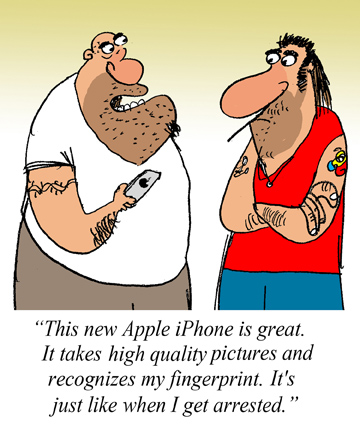 “This new Apple iPhone is great.
It takes high quality pictures and
recognizes my fingerprint. It's
just like when I get arrested.”